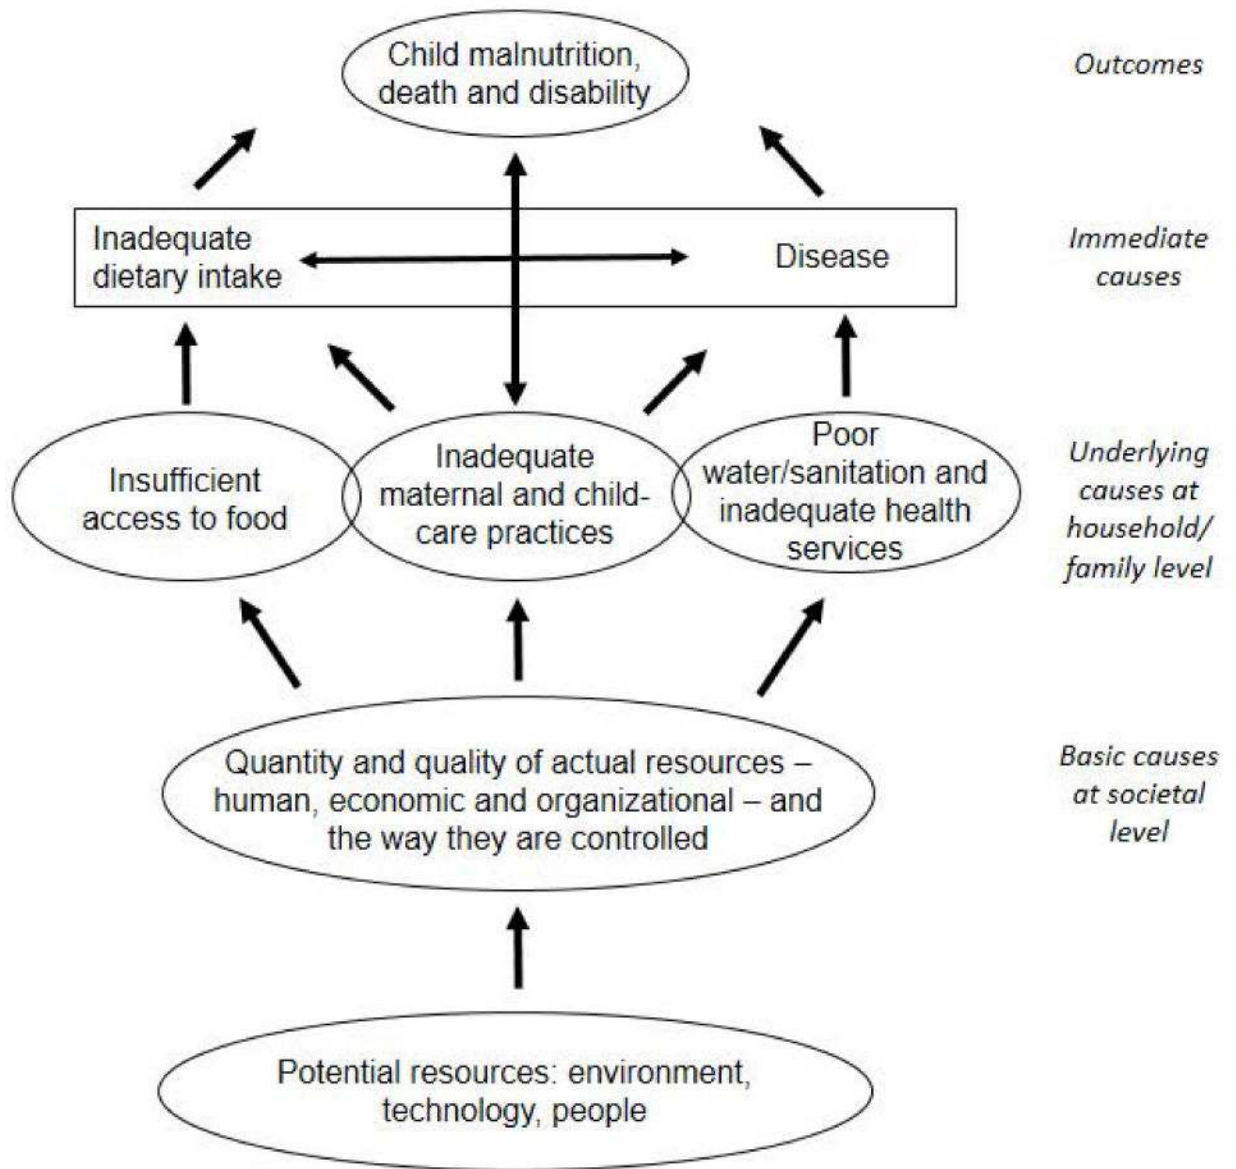 Child malnutrition,
death and disability
Outcomes
Inadequate
dietary intake
Disease
Immediate
causes
Insufficient
access to food
Inadequate
maternal and child-
care practices
Poor
water/sanitation and
inadequate health
services
Underlying
causes at
household/
family level
Quantity and quality of actual resources –
human, economic and organizational – and
the way they are controlled
Basic causes
at societal
level
Potential resources: environment,
technology, people